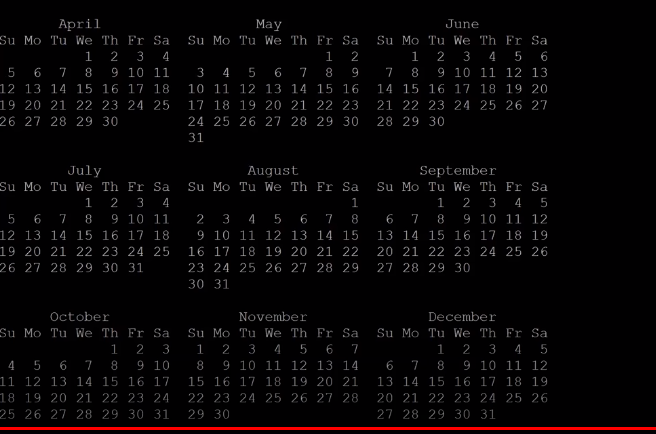 April                  May                   June
Su Mo Tu We Th Fr Sa  Su Mo Tu We Th Fr Sa  Su Mo Tu We Th Fr Sa
          1  2  3  4                  1  2      1  2  3  4  5  6
 5  6  7  8  9 10 11   3  4  5  6  7  8  9   7  8  9 10 11 12 13
12 13 14 15 16 17 18  10 11 12 13 14 15 16  14 15 16 17 18 19 20
19 20 21 22 23 24 25  17 18 19 20 21 22 23  21 22 23 24 25 26 27
26 27 28 29 30        24 25 26 27 28 29 30  28 29 30
                      31
        July                  August               September
Su Mo Tu We Th Fr Sa  Su Mo Tu We Th Fr Sa  Su Mo Tu We Th Fr Sa
          1  2  3  4                     1         1  2  3  4  5
 5  6  7  8  9 10 11   2  3  4  5  6  7  8   6  7  8  9 10 11 12
12 13 14 15 16 17 18   9 10 11 12 13 14 15  13 14 15 16 17 18 19
19 20 21 22 23 24 25  16 17 18 19 20 21 22  20 21 22 23 24 25 26
26 27 28 29 30 31     23 24 25 26 27 28 29  27 28 29 30
                      30 31
      October               November              December
Su Mo Tu We Th Fr Sa  Su Mo Tu We Th Fr Sa  Su Mo Tu We Th Fr Sa
             1  2  3   1  2  3  4  5  6  7         1  2  3  4  5
 4  5  6  7  8  9 10   8  9 10 11 12 13 14   6  7  8  9 10 11 12
11 12 13 14 15 16 17  15 16 17 18 19 20 21  13 14 15 16 17 18 19
18 19 20 21 22 23 24  22 23 24 25 26 27 28  20 21 22 23 24 25 26
25 26 27 28 29 30 31  29 30                 27 28 29 30 31